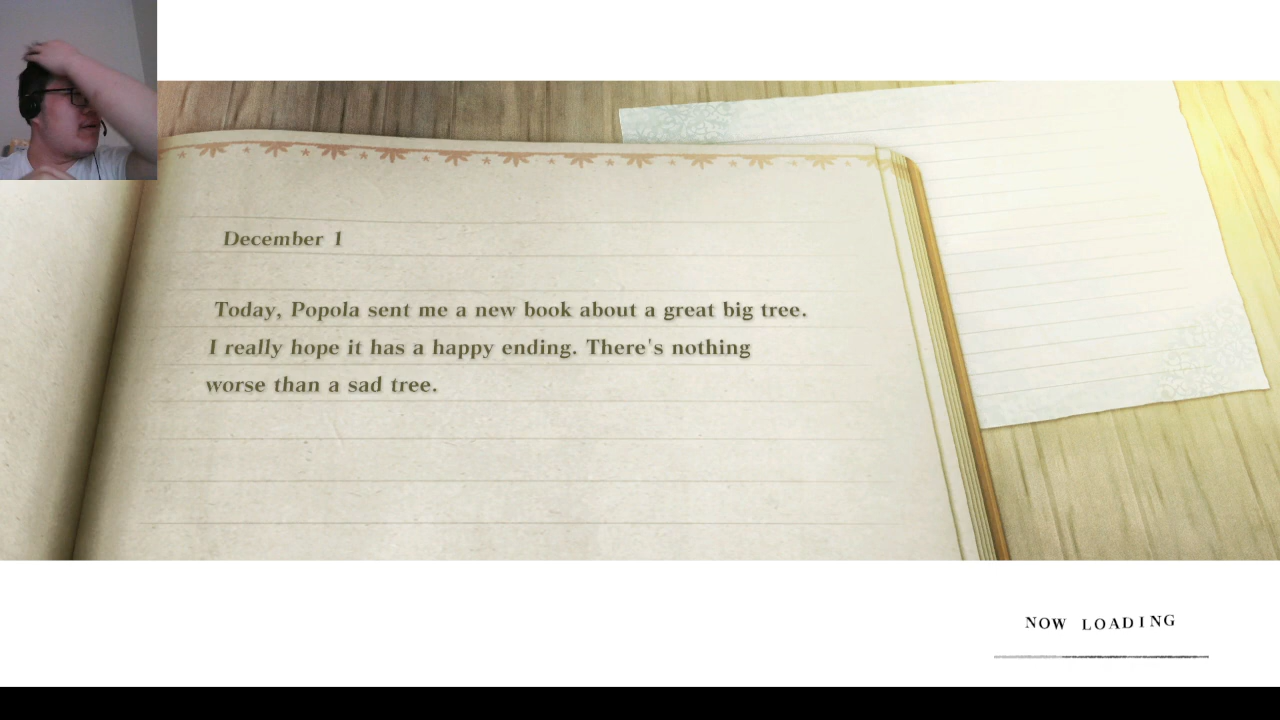 December 1
Today, Popola sent me a new book about a great big tree.
I really hope it has a happy ending. There's nothing
worse than a sad tree.
NOW LOADING